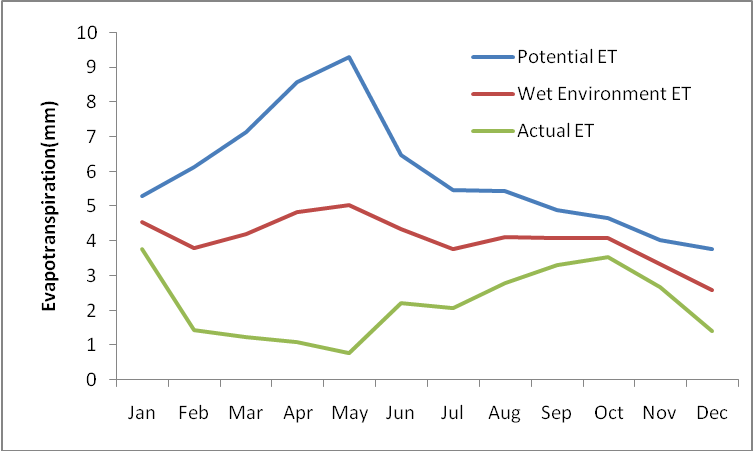 Evapotranspiration(mm)
10
9
8
7
6
5
4
3
2
1
0
Potential ET
Wet Environment ET
Actual ET
Jan Feb Mar Apr May Jun Jul Aug Sep Oct Nov Dec